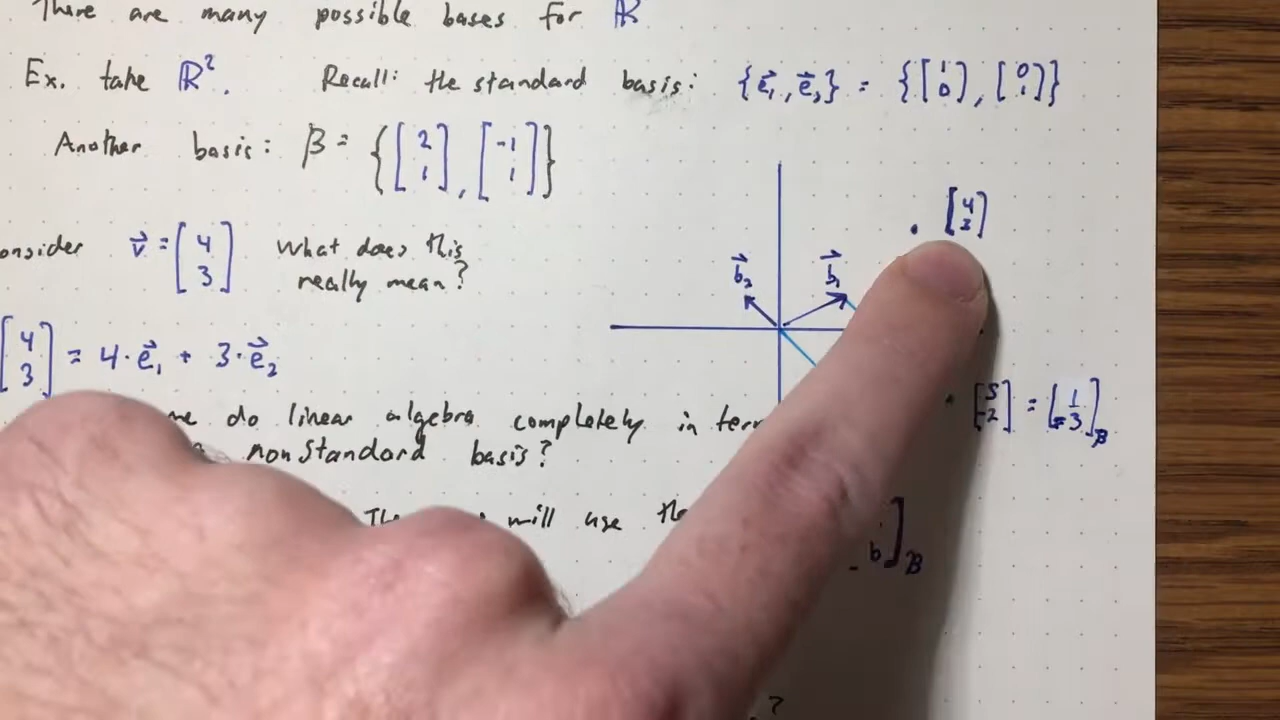 There are many possible bases for ℝ
Ex. take ℝ². Recall: the standard basis: {e⃗₁, e⃗₂} = {[1 0], [0 1]}
Another basis: β = {[2 1], [-1 1]}
onsider v⃗ = [4 3] what does this really mean?
[4 3] = 4·e⃗₁ + 3·e⃗₂
do linear algebra completely in ter
nonstandard basis?
will use the
b]B
[4 3]
b⃗₂ b⃗₁
[5 -2] = [1 -3]B
?